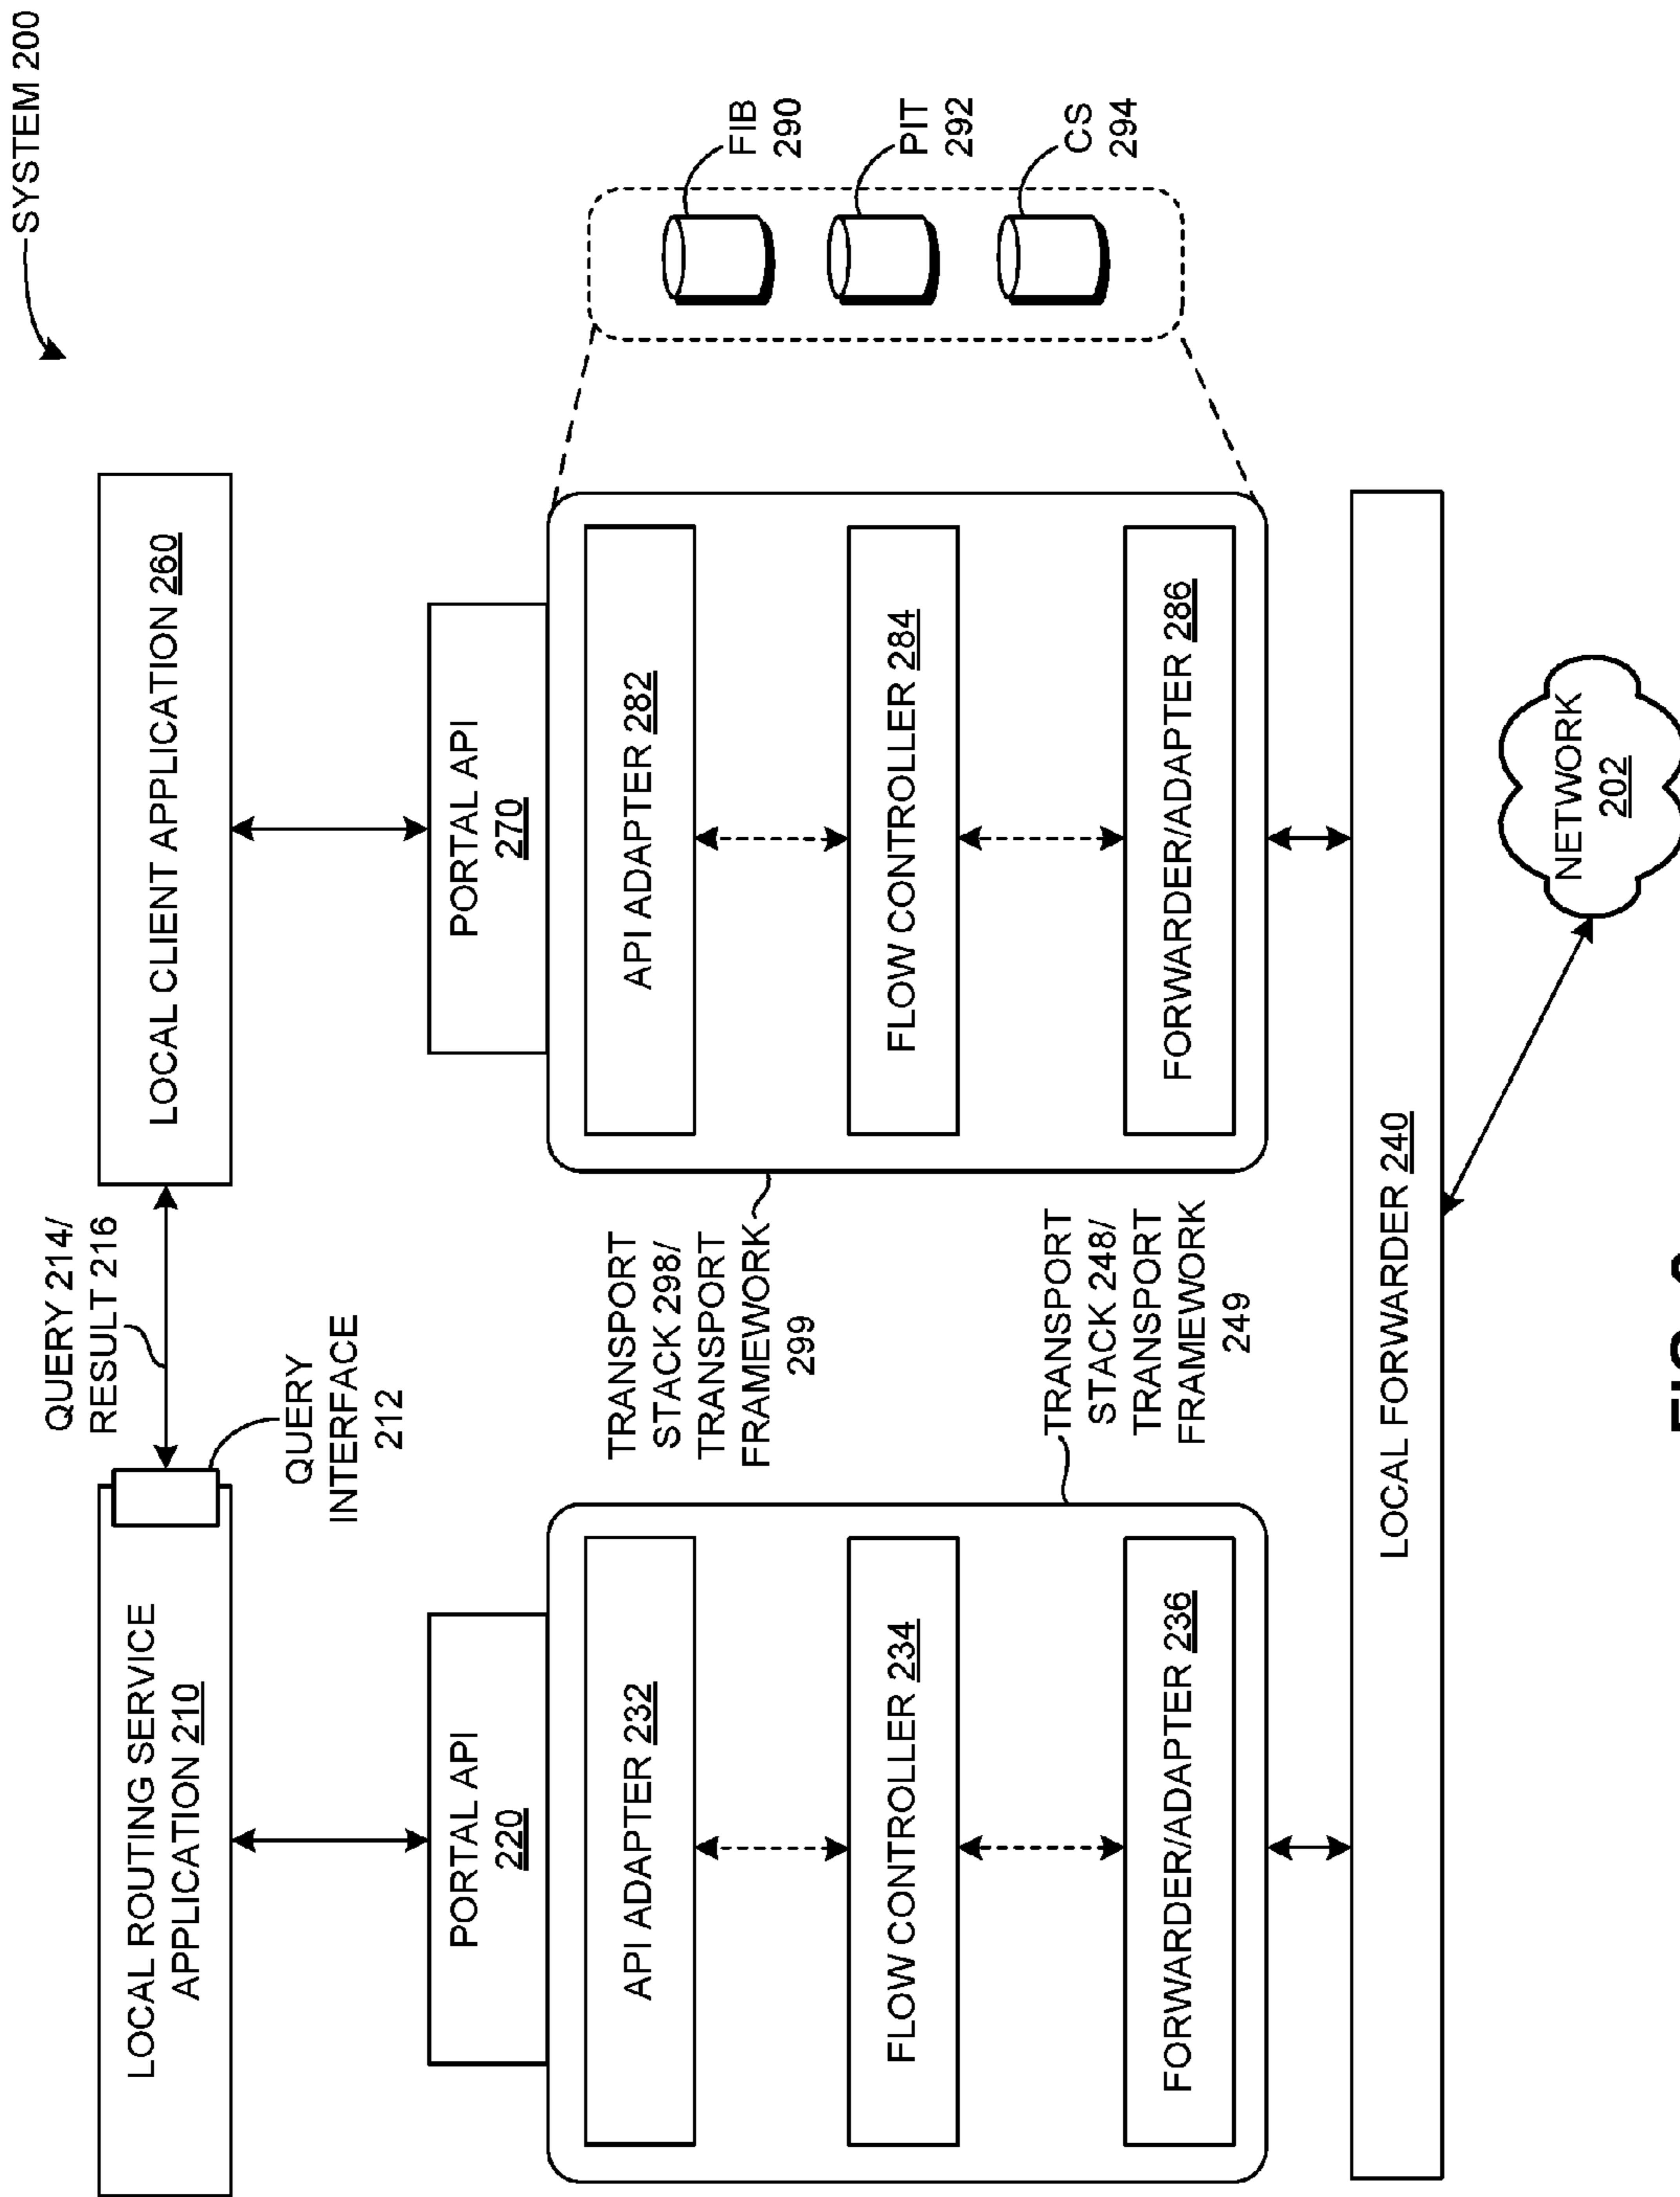 SYSTEM 200
LOCAL ROUTING SERVICE
APPLICATION 210
QUERY 214/
RESULT 216
QUERY
INTERFACE
212
LOCAL CLIENT APPLICATION 260
PORTAL API
220
PORTAL API
270
API ADAPTER 232
FLOW CONTROLLER 234
FORWARDER/ADAPTER 236
TRANSPORT
STACK 298/
TRANSPORT
FRAMEWORK
299
TRANSPORT
STACK 248/
TRANSPORT
FRAMEWORK
249
API ADAPTER 282
FLOW CONTROLLER 284
FORWARDER/ADAPTER 286
FIB
290
PIT
292
CS
294
LOCAL FORWARDER 240
NETWORK
202
FIG.